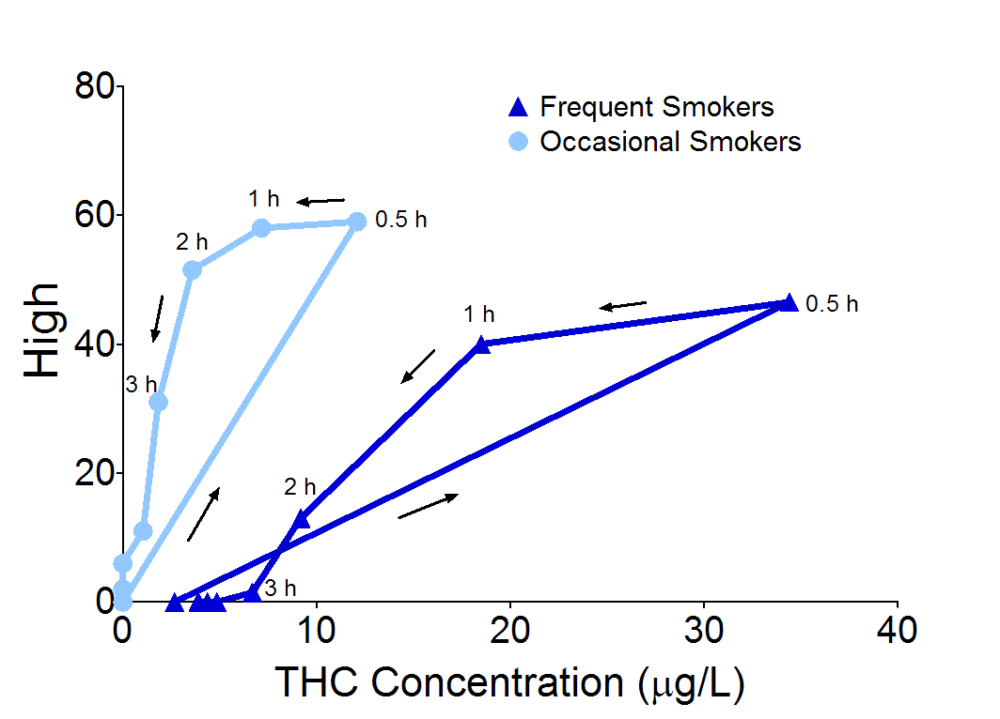 80
Frequent Smokers
Occasional Smokers
1 h
60
0.5 h
2 h
High
1 h
0.5 h
40
3 h
20
2 h
3 h
0
0
10
20
30
40
THC Concentration (μg/L)